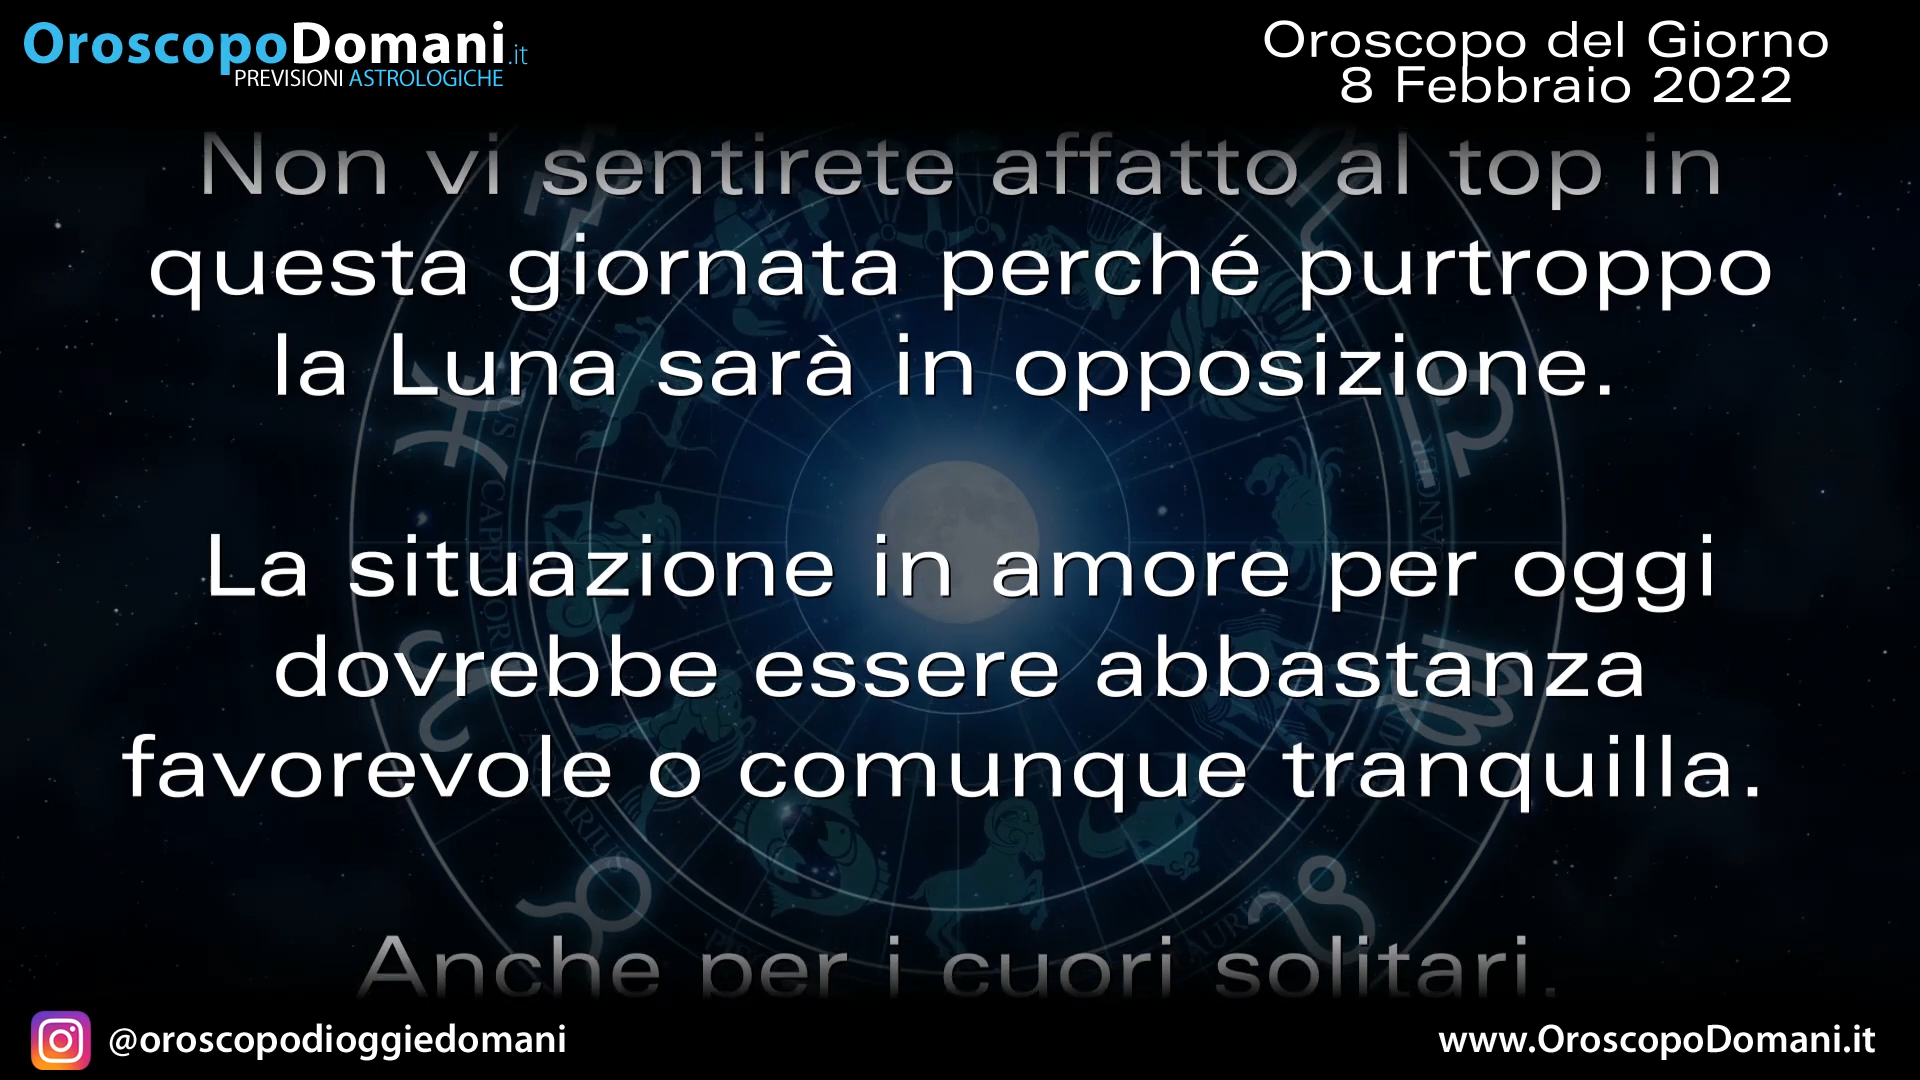 OroscopoDomani.it
PREVISIONI ASTROLOGICHE
Oroscopo del Giorno
8 Febbraio 2022
Non vi sentirete affatto al top in
questa giornata perché purtroppo
la Luna sarà in opposizione.
La situazione in amore per oggi
dovrebbe essere abbastanza
favorevole o comunque tranquilla.
Anche per i cuori solitari.
@oroscopodioggiedomani
www.OroscopoDomani.it